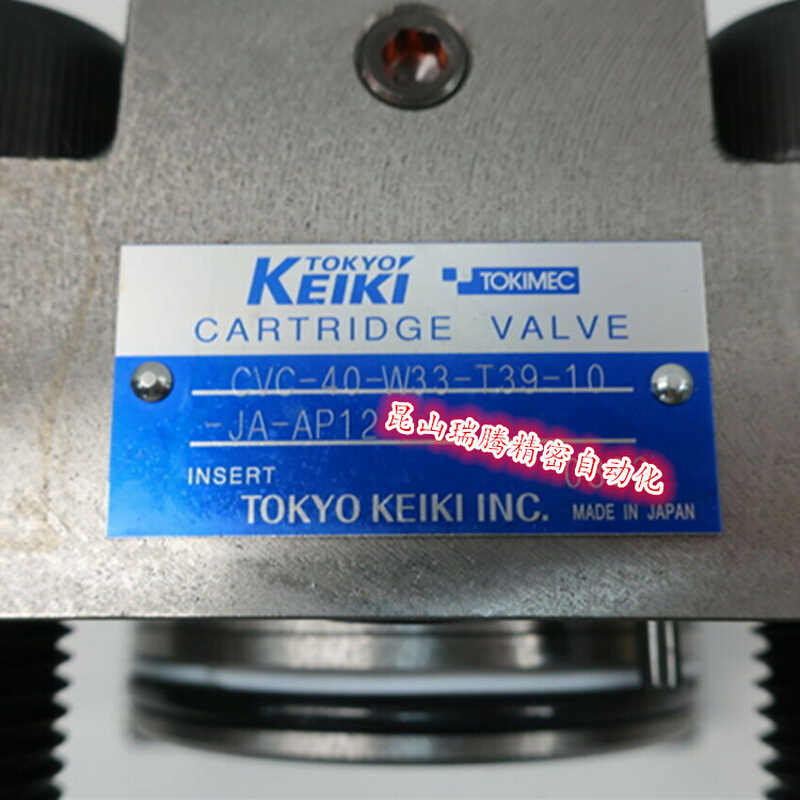 TOKYO
KEIKI TOKIMEC
CARTRIDGE VALVE
CVC-40-W33-T39-10
-JA-AP12
昆山瑞腾精密自动化
INSERT
TOKYO KEIKI INC. MADE IN JAPAN